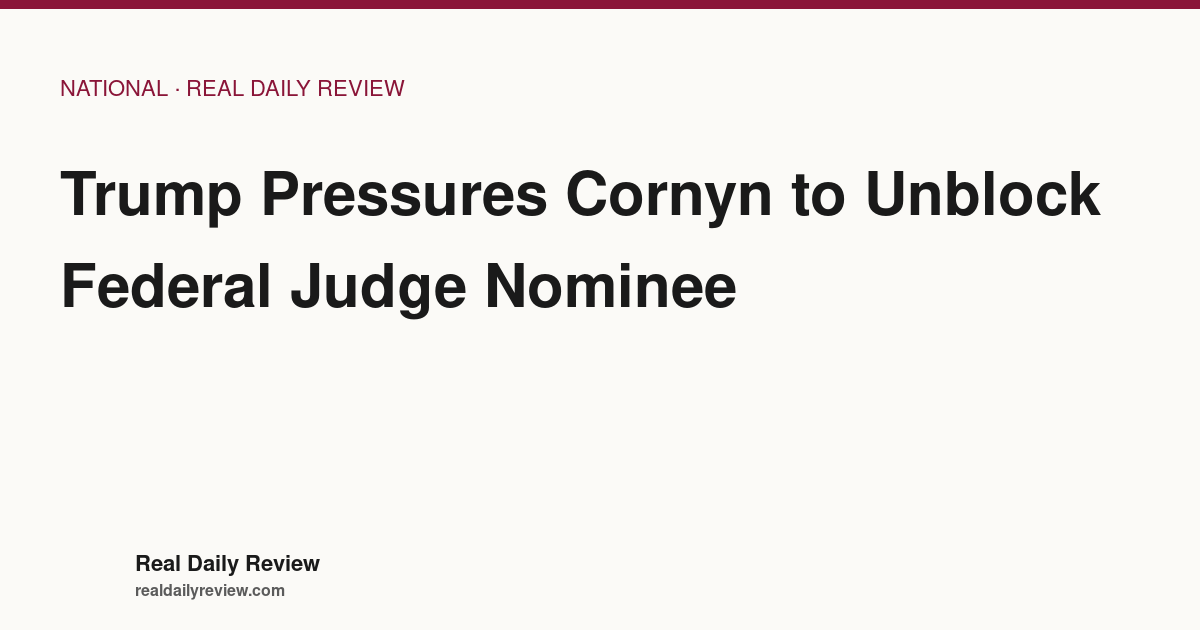 NATIONAL · REAL DAILY REVIEW
Trump Pressures Cornyn to Unblock
Federal Judge Nominee
Real Daily Review
realdailyreview.com